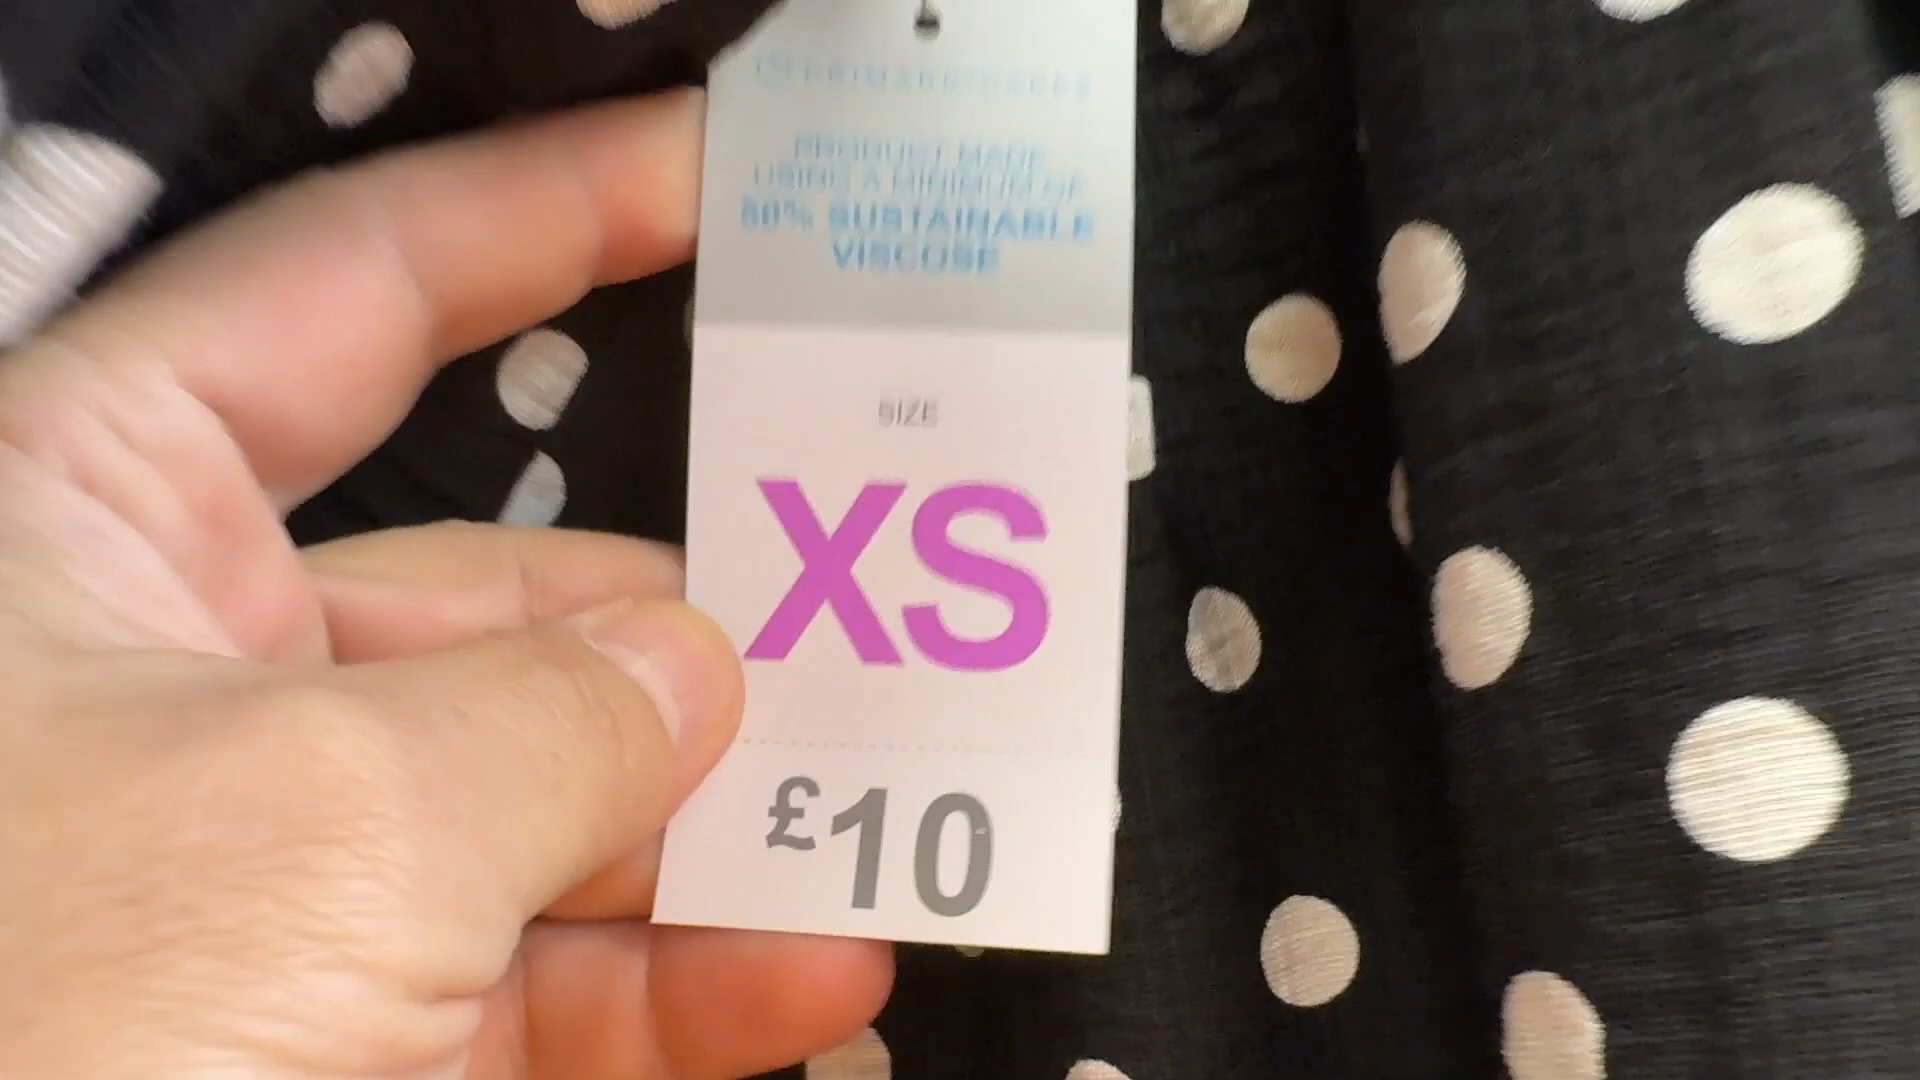 PRODUCT MADE
USING A MINIMUM OF
50% SUSTAINABLE
VISCOSE
SIZE
XS
£10